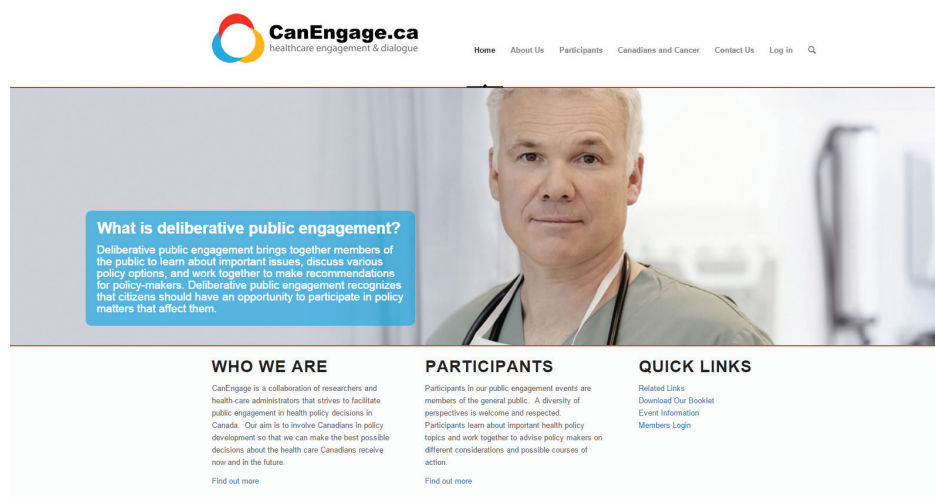 CanEngage.ca
healthcare engagement & dialogue
Home About Us Participants Canadians and Cancer Contact Us Log in
What is deliberative public engagement?
Deliberative public engagement brings together members of
the public to learn about important issues, discuss various
policy options, and work together to make recommendations
for policy-makers. Deliberative public engagement recognizes
that citizens should have an opportunity to participate in policy
matters that affect them.
WHO WE ARE
CanEngage is a collaboration of researchers and
health-care administrators that strives to facilitate
public engagement in health policy decisions in
Canada. Our aim is to involve Canadians in policy
development so that we can make the best possible
decisions about the health care Canadians receive
now and in the future.
Find out more
PARTICIPANTS
Participants in our public engagement events are
members of the general public. A diversity of
perspectives is welcome and respected.
Participants learn about important health policy
topics and work together to advise policy makers on
different considerations and possible courses of
action.
Find out more
QUICK LINKS
Related Links
Download Our Booklet
Event Information
Members Login